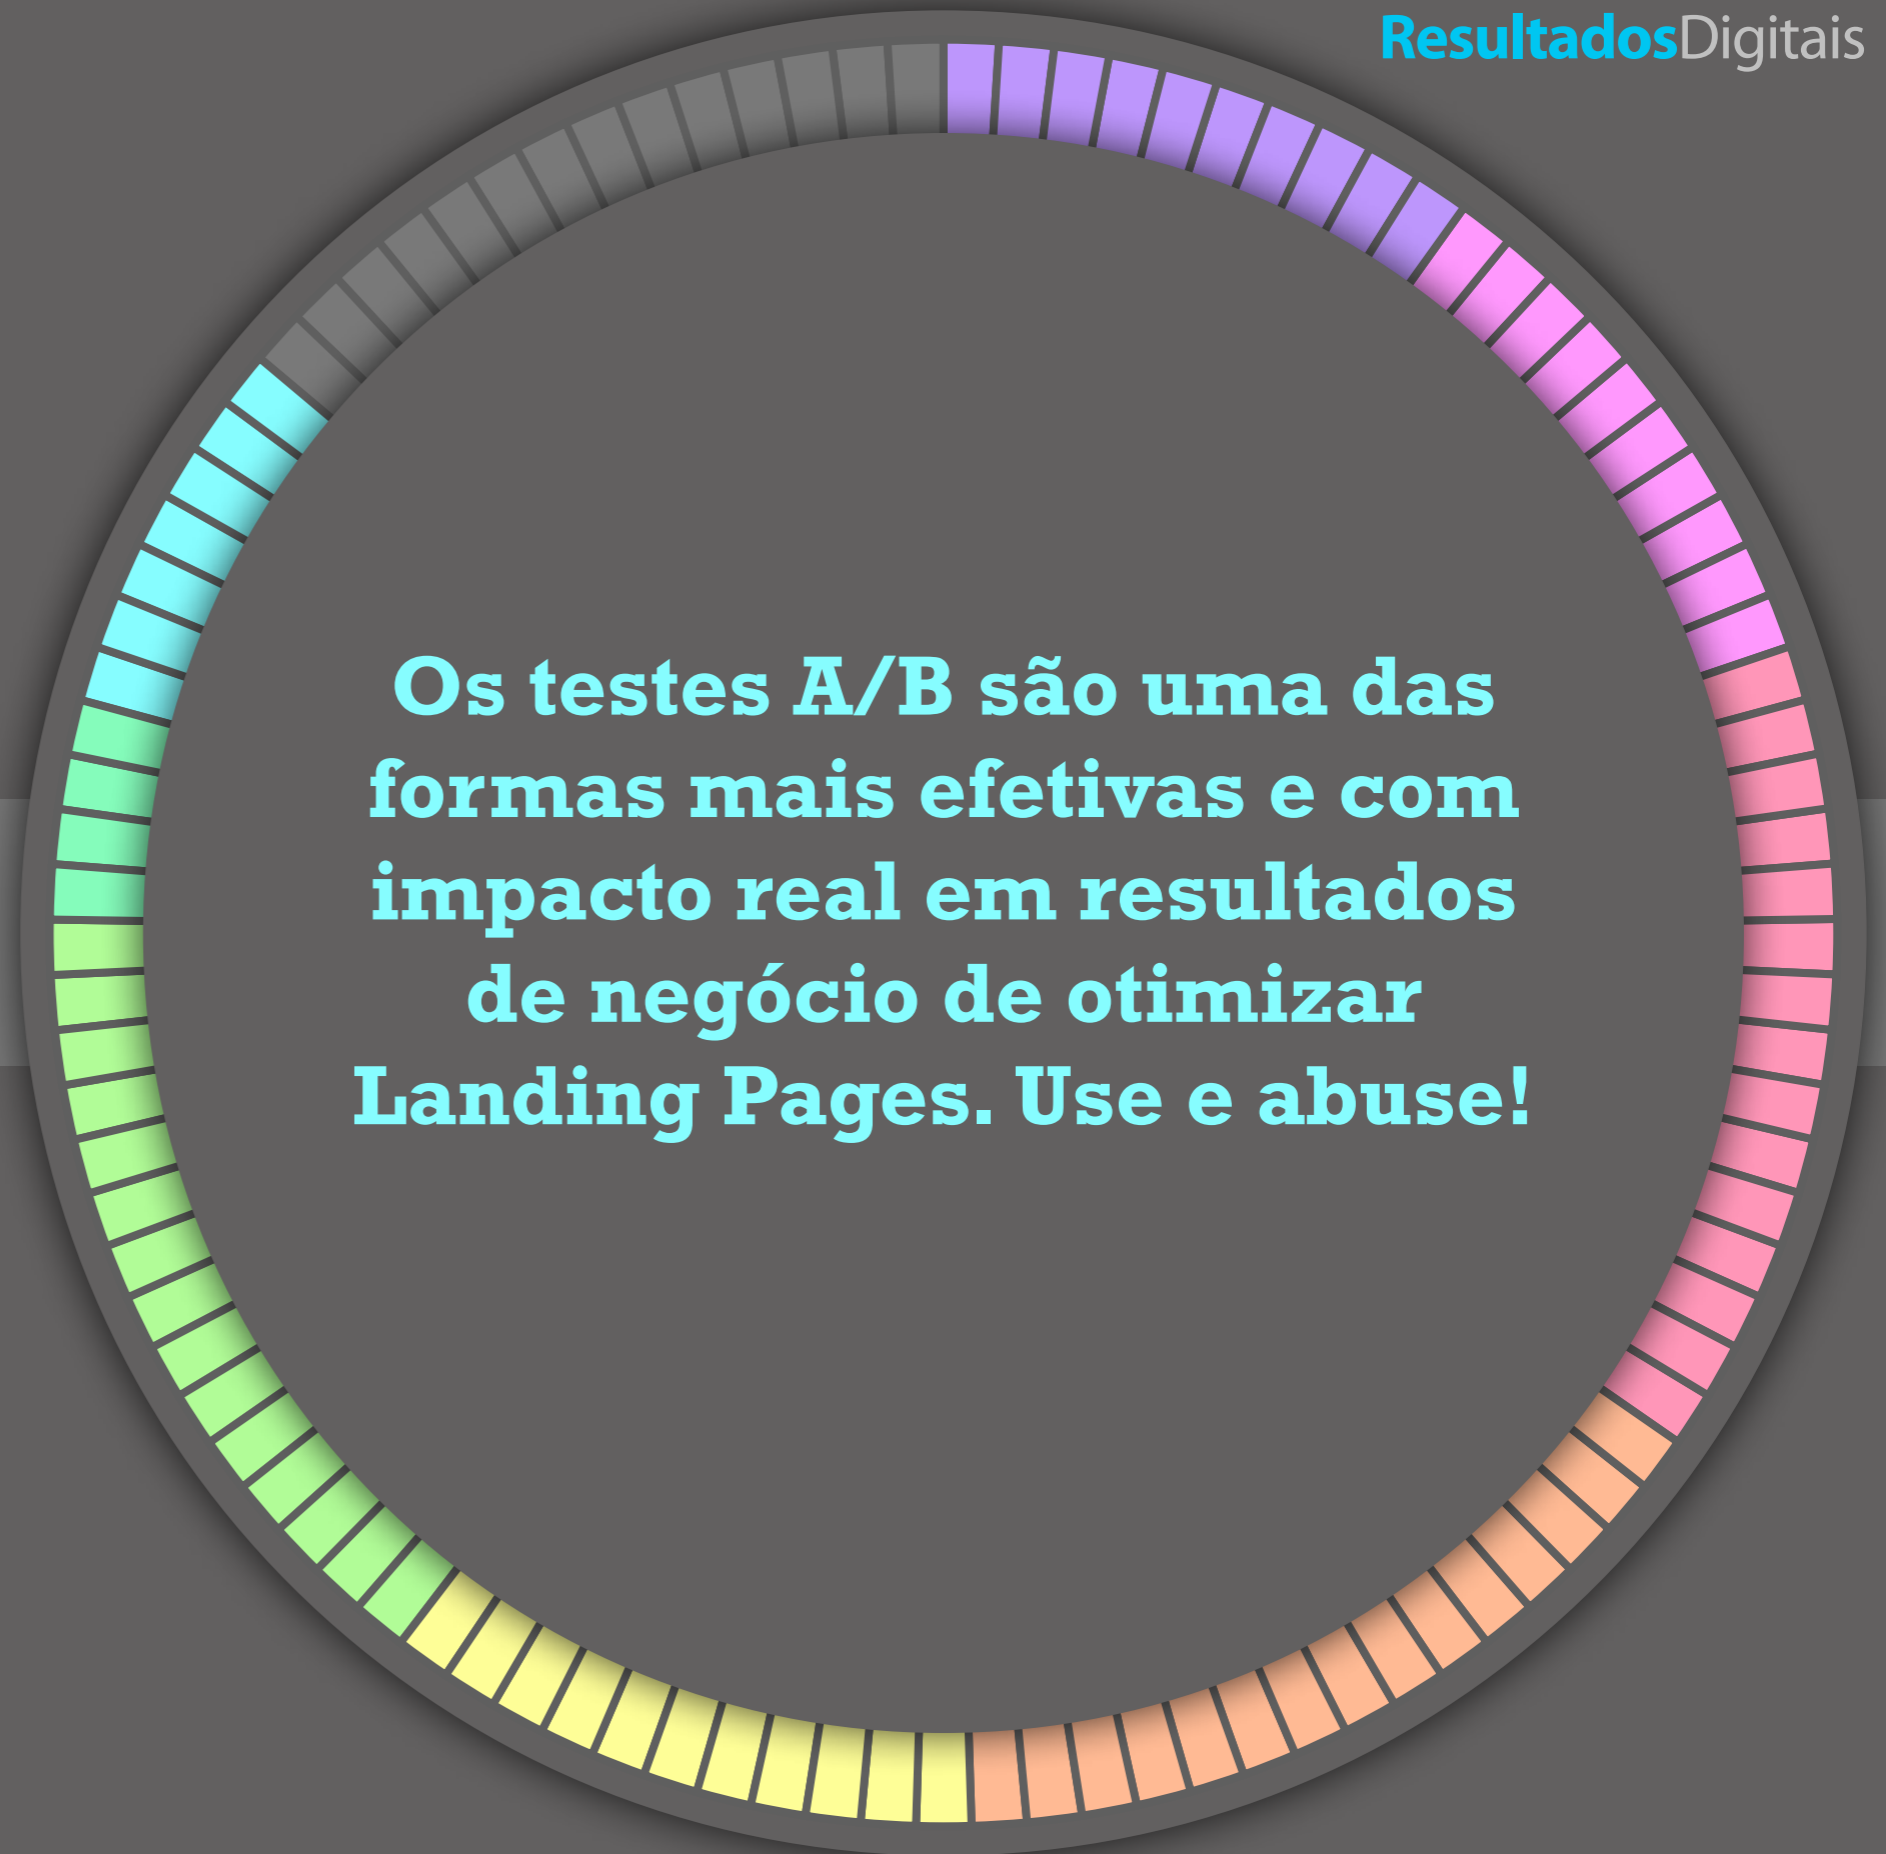 ResultadosDigitais
Os testes A/B são uma das
formas mais efetivas e com
impacto real em resultados
de negócio de otimizar
Landing Pages. Use e abuse!